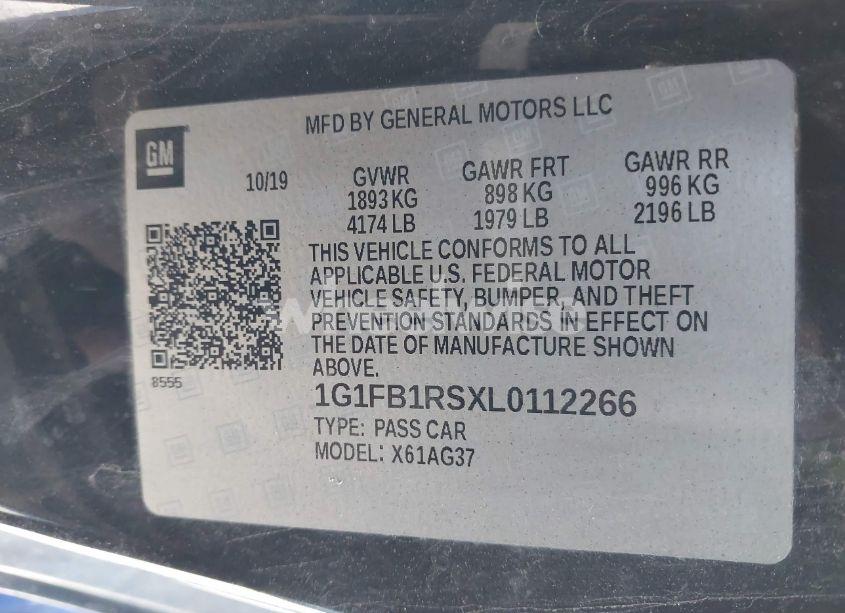 MFD BY GENERAL MOTORS LLC
GM
10/19
GVWR
1893 KG
4174 LB
GAWR FRT
898 KG
1979 LB
GAWR RR
996 KG
2196 LB
THIS VEHICLE CONFORMS TO ALL
APPLICABLE U.S. FEDERAL MOTOR
VEHICLE SAFETY, BUMPER, AND THEFT
PREVENTION STANDARDS IN EFFECT ON
THE DATE OF MANUFACTURE SHOWN
ABOVE.
8555
1G1FB1RSXL0112266
TYPE: PASS CAR
MODEL: X61AG37